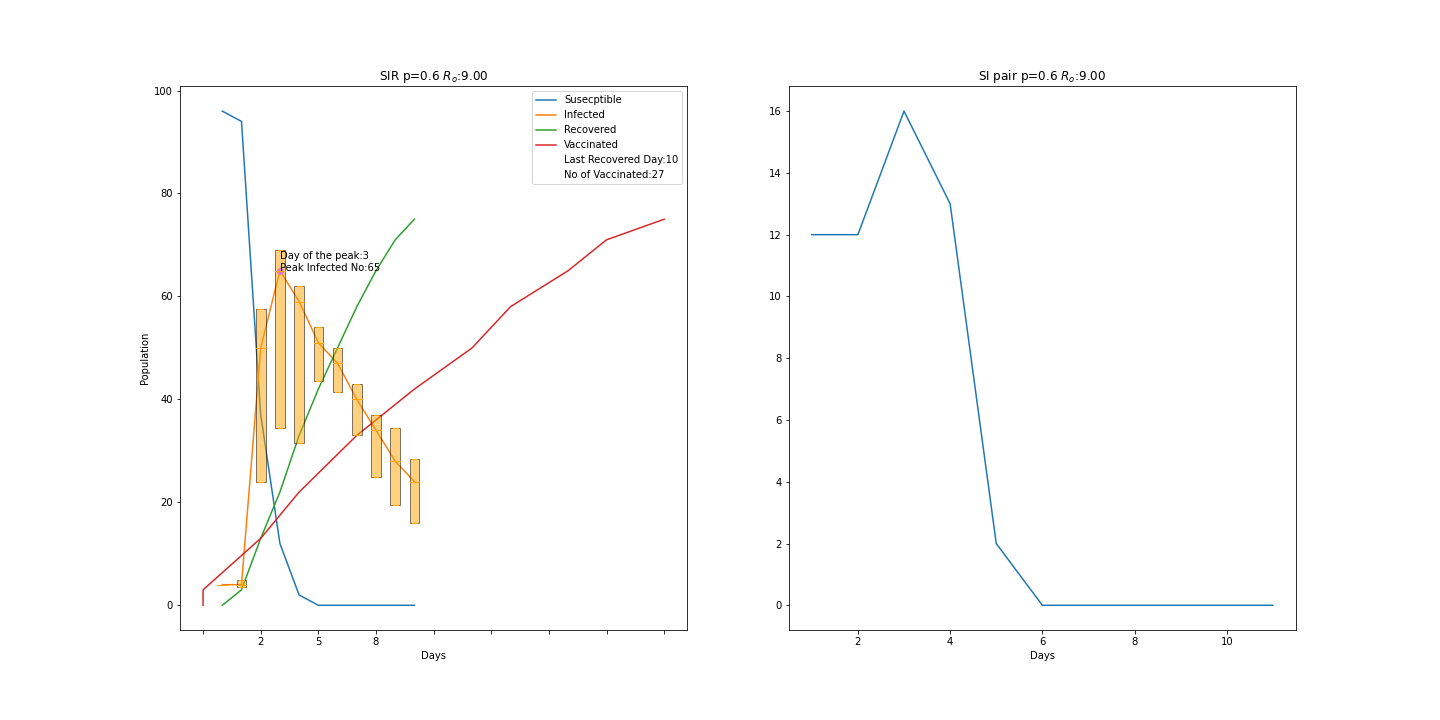 SIR p=0.6 Rₒ:9.00
100
80
60
40
20
0
Population
Susecptible
Infected
Recovered
Vaccinated
Last Recovered Day:10
No of Vaccinated:27
Day of the peak:3
Peak Infected No:65
2 5 8
Days
SI pair p=0.6 Rₒ:9.00
16
14
12
10
8
6
4
2
0
2 4 6 8 10
Days